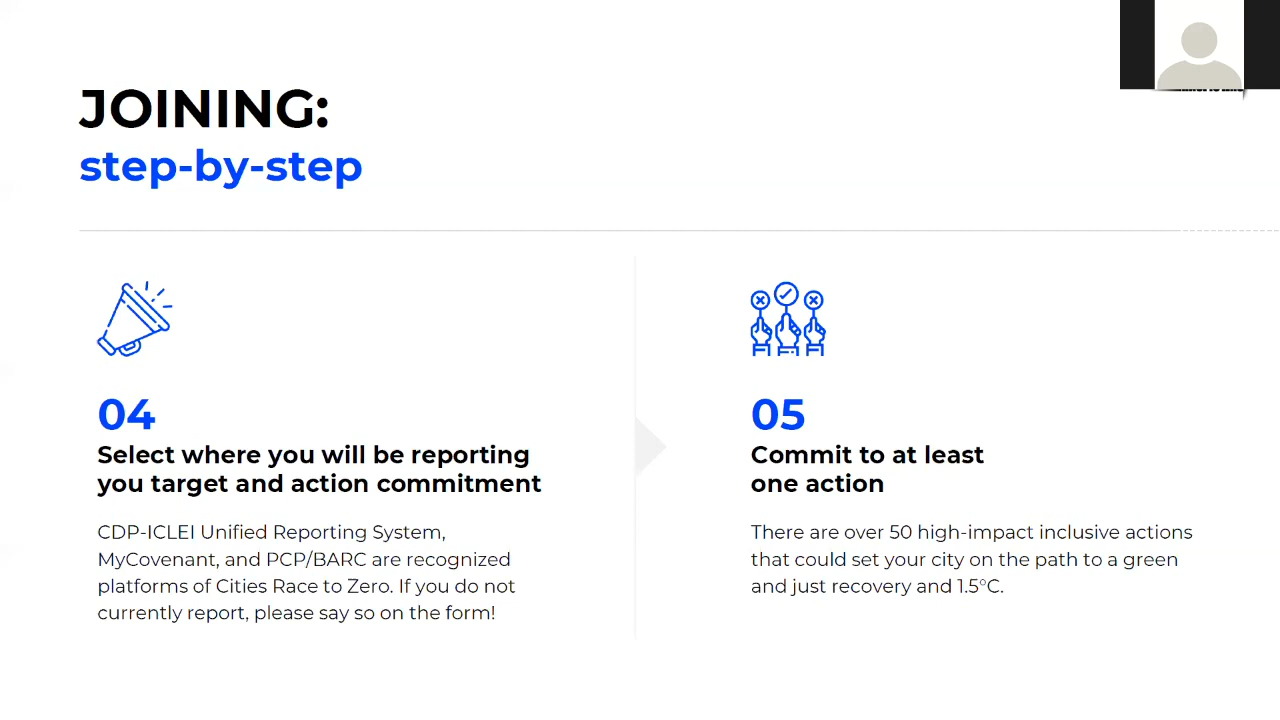 JOINING:
step-by-step
04
Select where you will be reporting
you target and action commitment
CDP-ICLEI Unified Reporting System,
MyCovenant, and PCP/BARC are recognized
platforms of Cities Race to Zero. If you do not
currently report, please say so on the form!
05
Commit to at least
one action
There are over 50 high-impact inclusive actions
that could set your city on the path to a green
and just recovery and 1.5°C.